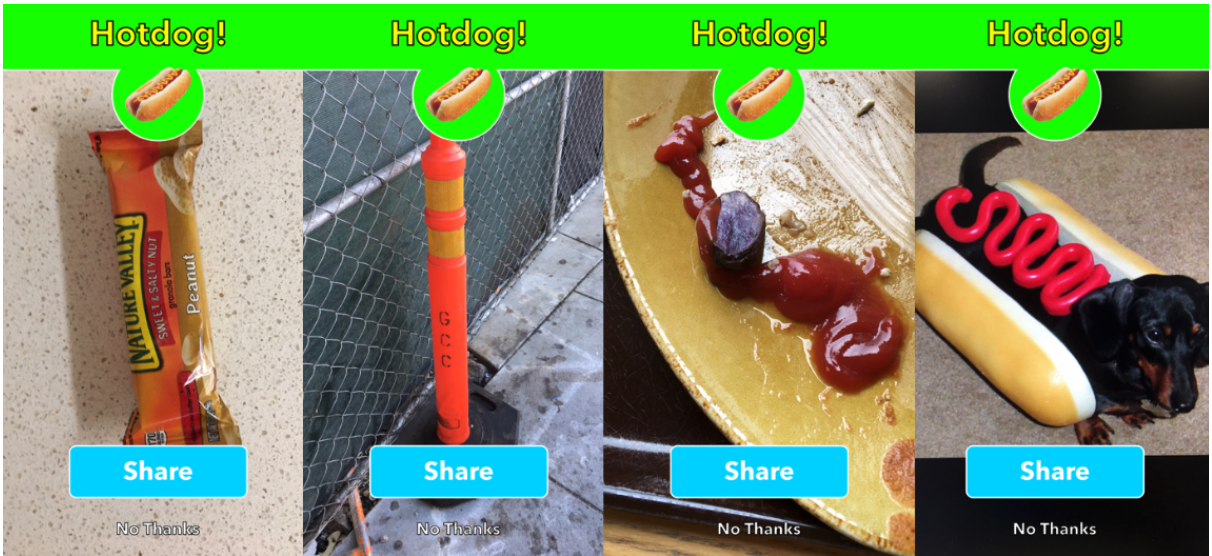 Hotdog!
Hotdog!
Hotdog!
Hotdog!
NATURE VALLEY
SWEET & SALTY NUT
granola bars
Peanut
G
C
C
Share
Share
Share
Share
No Thanks
No Thanks
No Thanks
No Thanks